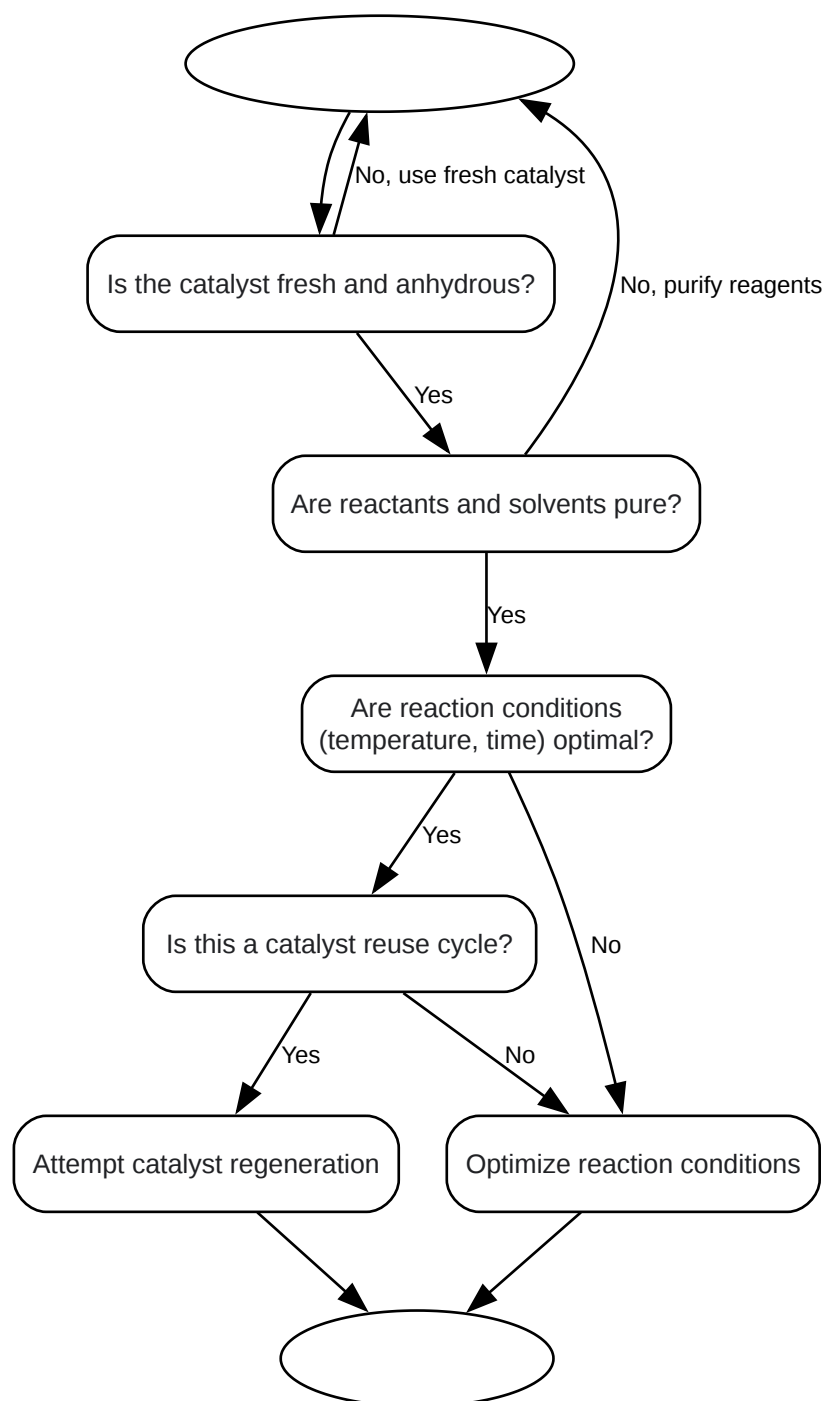 No, use fresh catalyst
Is the catalyst fresh and anhydrous?
No, purify reagents
Yes
Are reactants and solvents pure?
Yes
Are reaction conditions
(temperature, time) optimal?
Yes
Is this a catalyst reuse cycle?
No
Yes
No
Attempt catalyst regeneration
Optimize reaction conditions